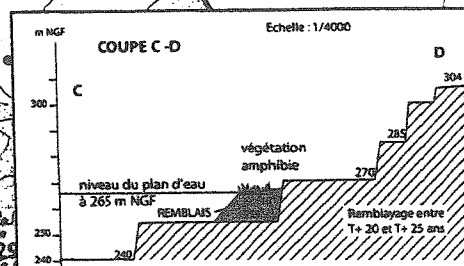 m NGF
Echelle : 1/4000
COUPE C -D
D
C
304
300
285
végétation
amphibie
270
niveau du plan d'eau
à 265 m NGF
REMBLAIS
Remblayage entre
T+ 20 et T+ 25 ans
250
240
240